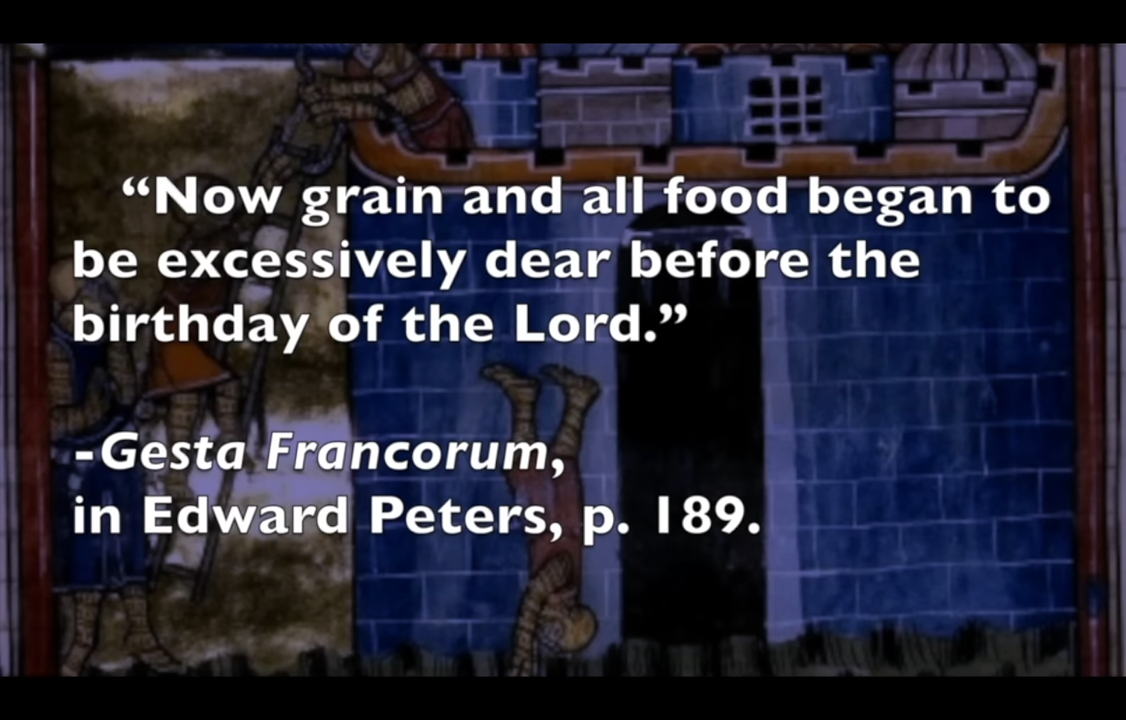 “Now grain and all food began to
be excessively dear before the
birthday of the Lord.”
-Gesta Francorum,
in Edward Peters, p. 189.